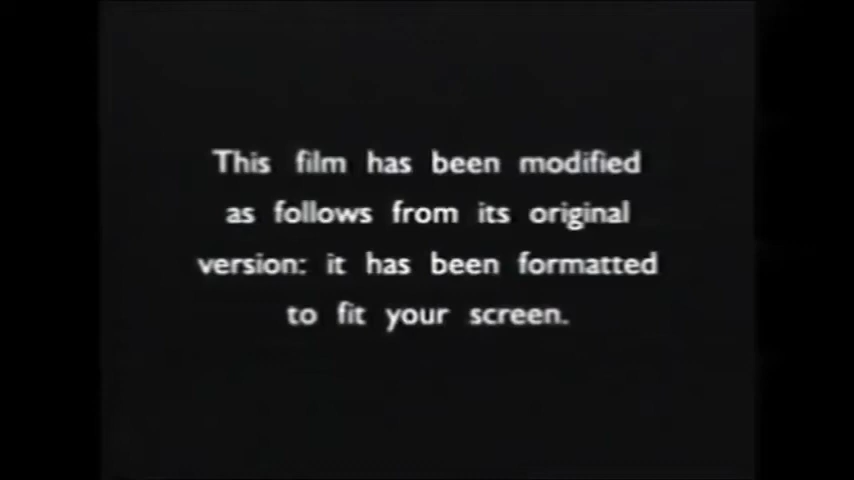 This film has been modified
as follows from its original
version: it has been formatted
to fit your screen.